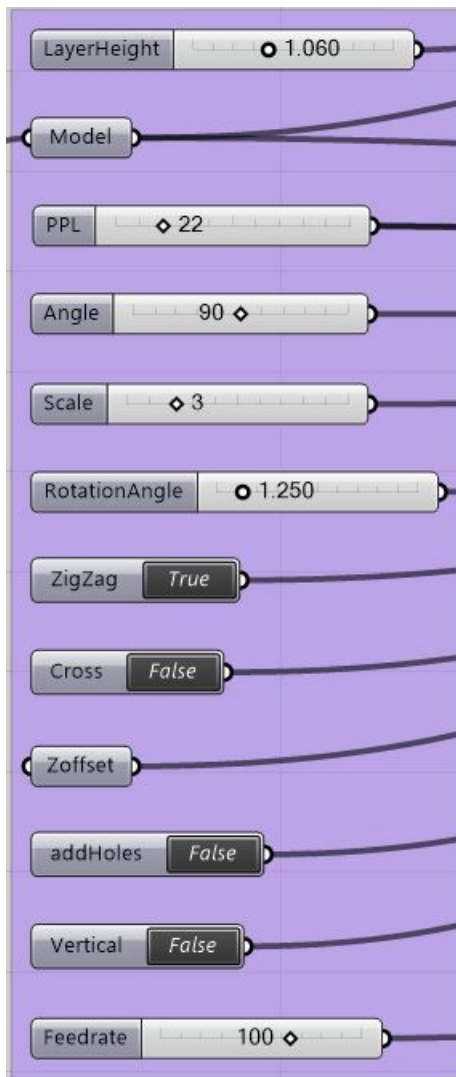 LayerHeight 1.060
Model
PPL 22
Angle 90
Scale 3
RotationAngle 1.250
ZigZag True
Cross False
Zoffset
addHoles False
Vertical False
Feedrate 100